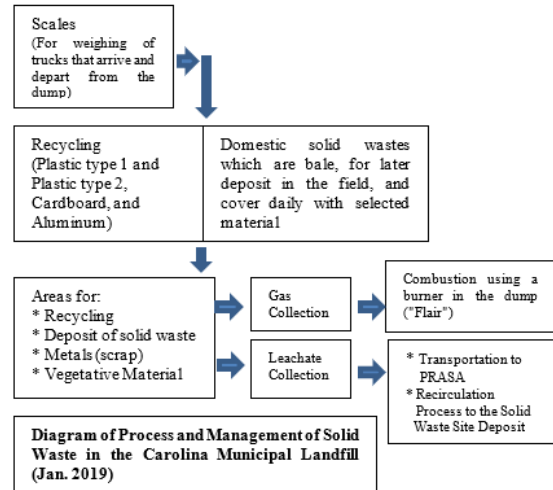 Scales
(For weighing of
trucks that arrive and
depart from the
dump)
Recycling
(Plastic type 1 and
Plastic type 2,
Cardboard, and
Aluminum)
Domestic solid wastes
which are bale, for later
deposit in the field, and
cover daily with selected
material
Areas for:
* Recycling
* Deposit of solid waste
* Metals (scrap)
* Vegetative Material
Gas
Collection
Combustion using a
burner in the dump
("Flair")
Leachate
Collection
* Transportation to
PRASA
* Recirculation
Process to the Solid
Waste Site Deposit
Diagram of Process and Management of Solid
Waste in the Carolina Municipal Landfill
(Jan. 2019)